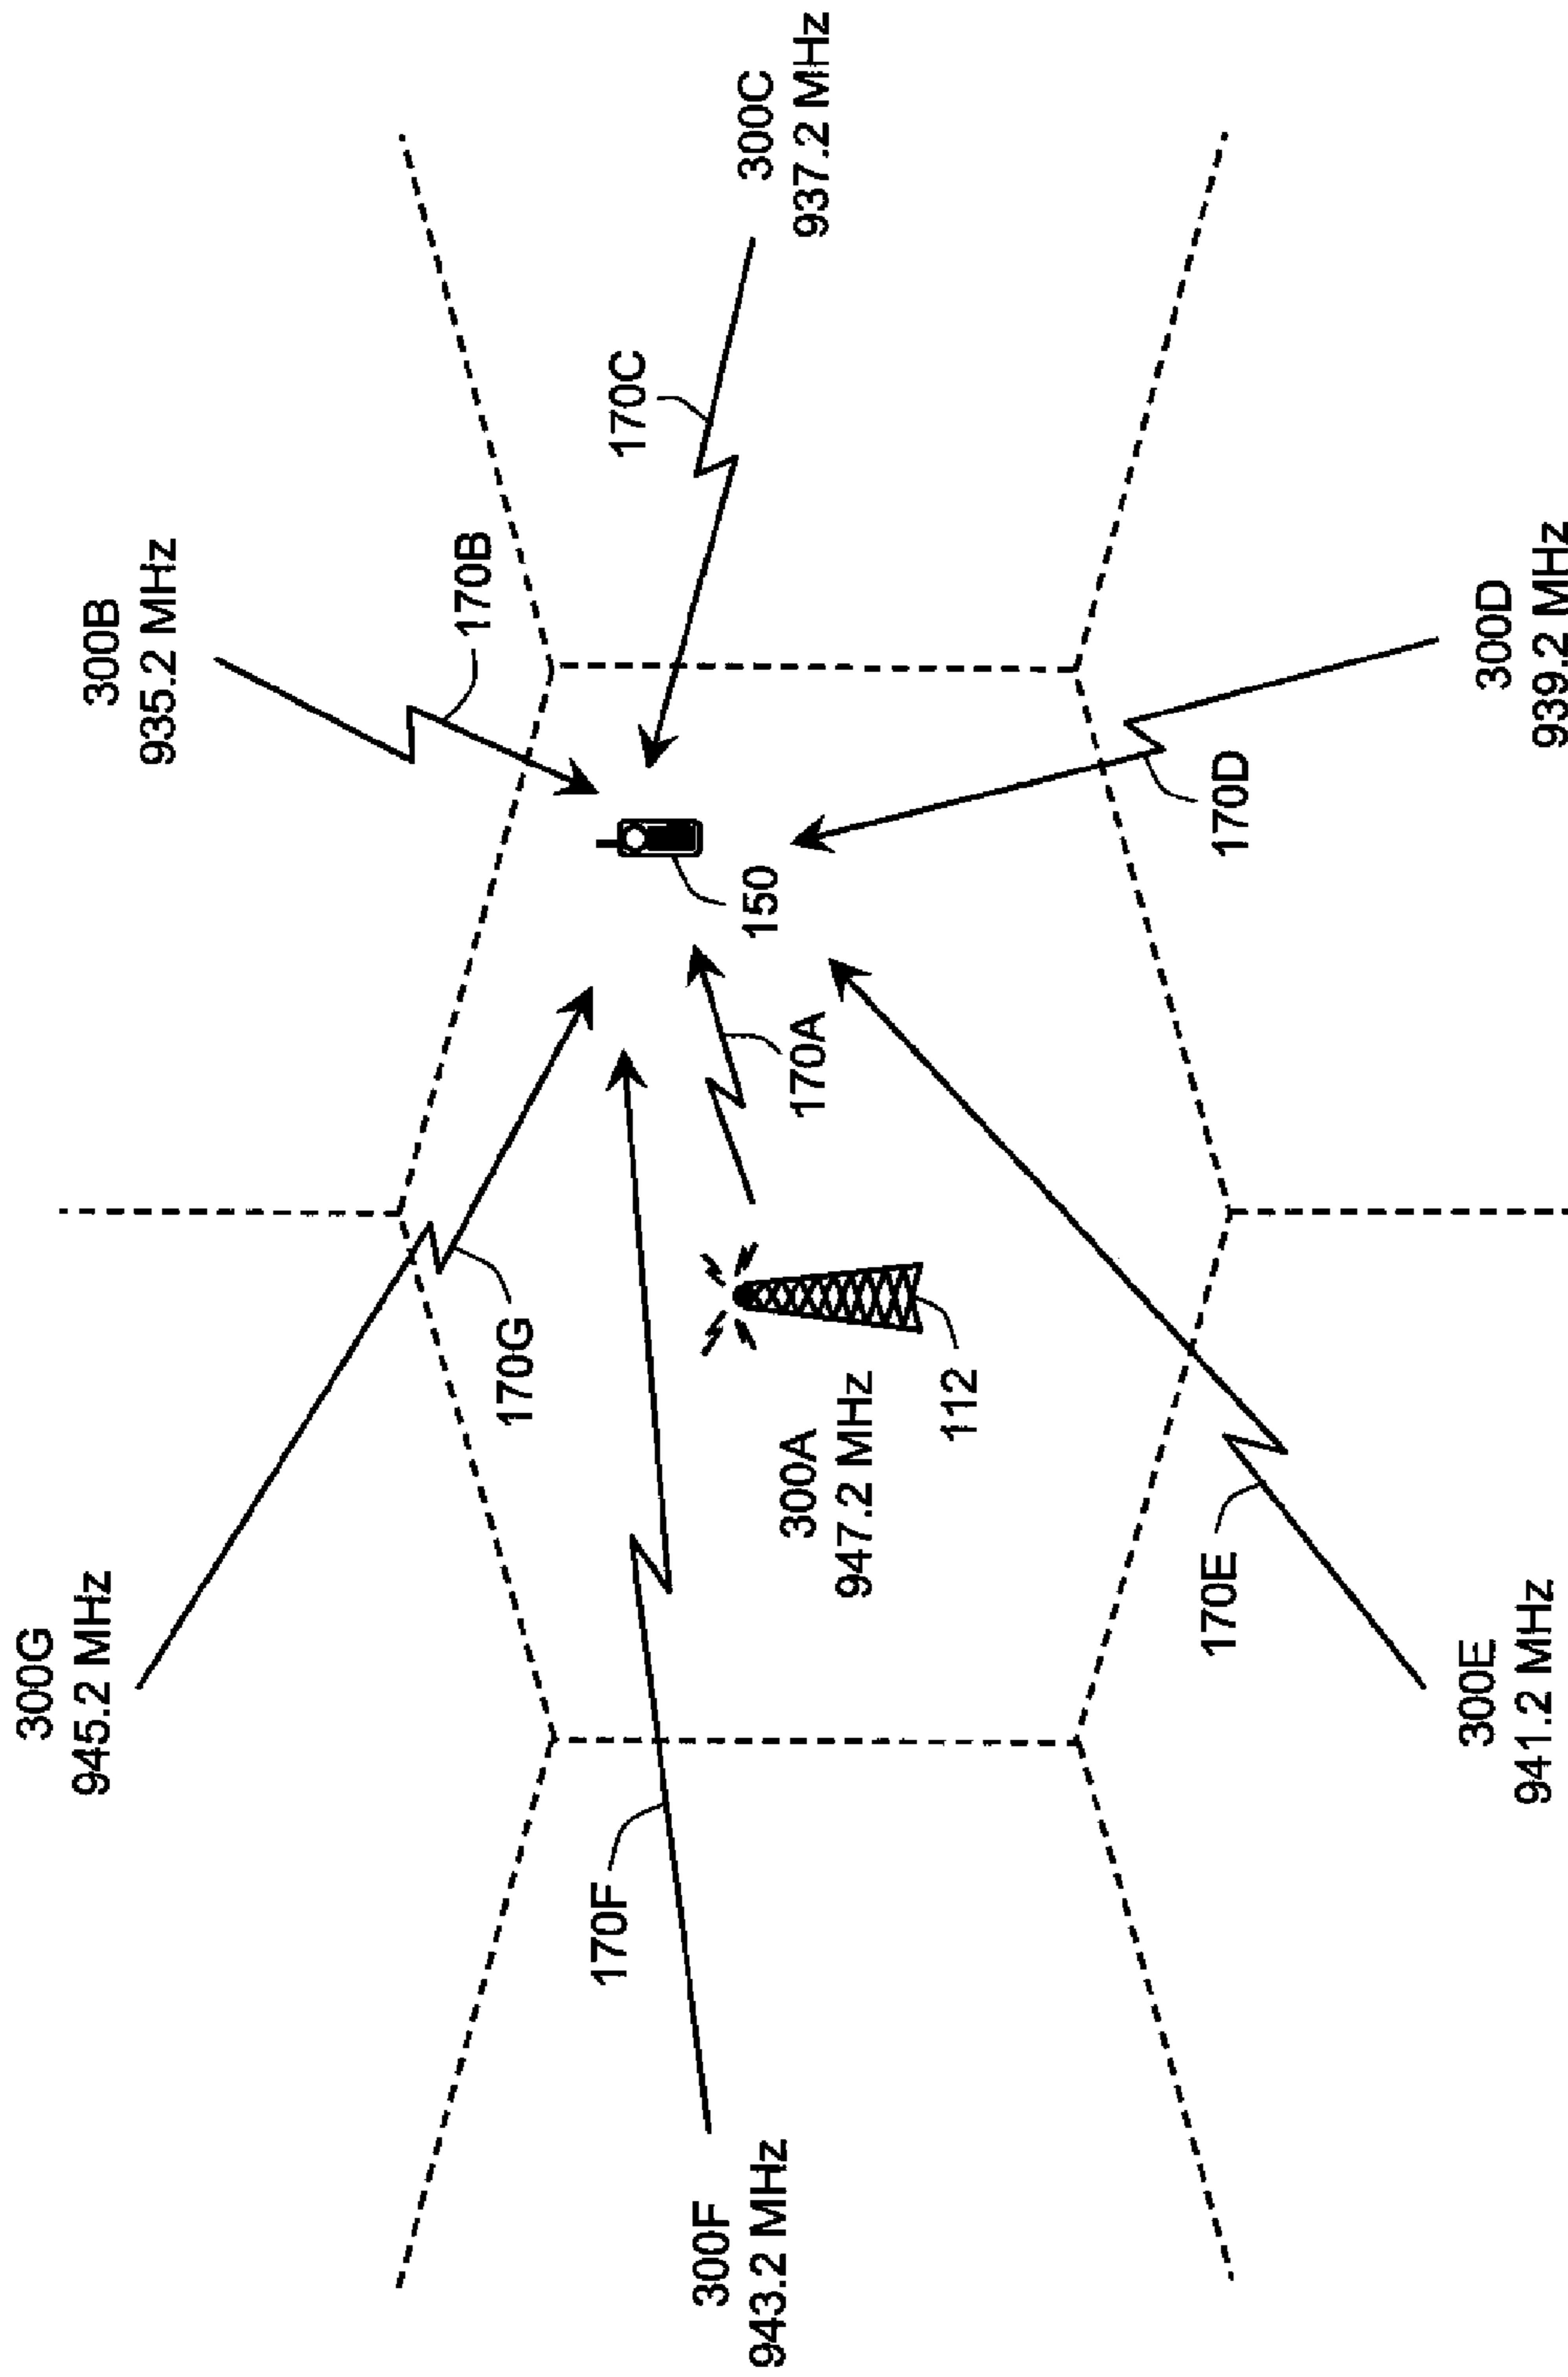 300G
945.2 MHz
300B
935.2 MHz
170B
170G
170F
170C
300F
943.2 MHz
300A
947.2 MHz
112
170A
150
300C
937.2 MHz
170E
170D
300E
941.2 MHz
300D
939.2 MHz